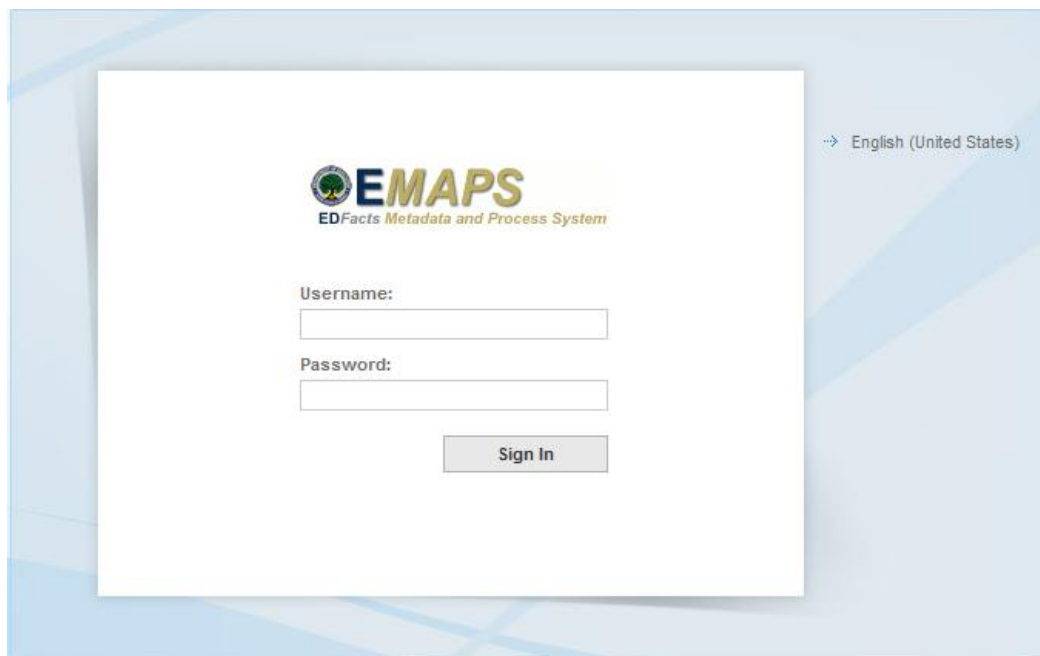 English (United States)
EMAPS
EDFacts Metadata and Process System
Username:
Password:
Sign In